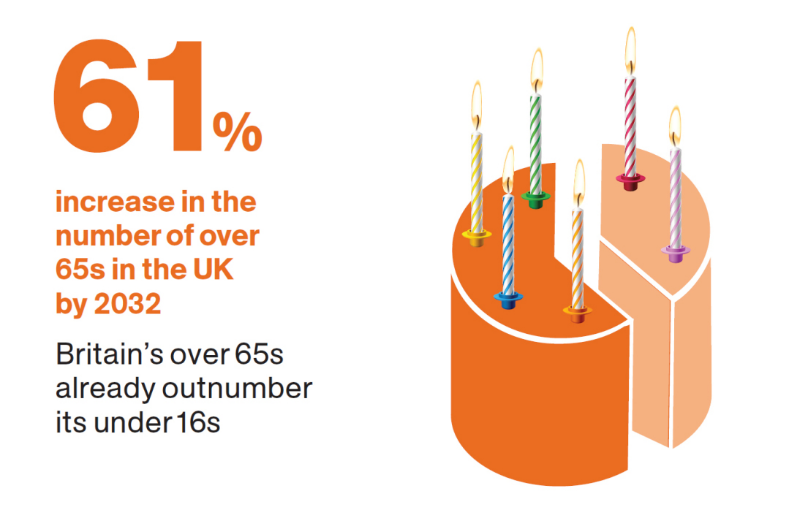 61%
increase in the
number of over
65s in the UK
by 2032
Britain’s over 65s
already outnumber
its under 16s